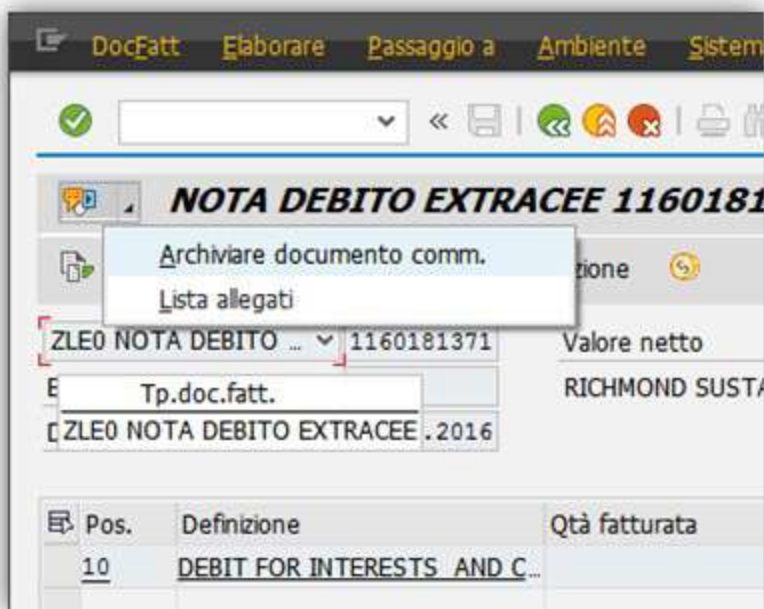 DocFatt Elaborare Passaggio a Ambiente Sistem
NOTA DEBITO EXTRACEE 1160181
Archiviare documento comm.
zione
Lista allegati
ZLE0 NOTA DEBITO ... 1160181371 Valore netto
Tp.doc.fatt. RICHMOND SUSTA
ZLE0 NOTA DEBITO EXTRACEE .2016
Pos. Definizione Qtà fatturata
10 DEBIT FOR INTERESTS AND C...